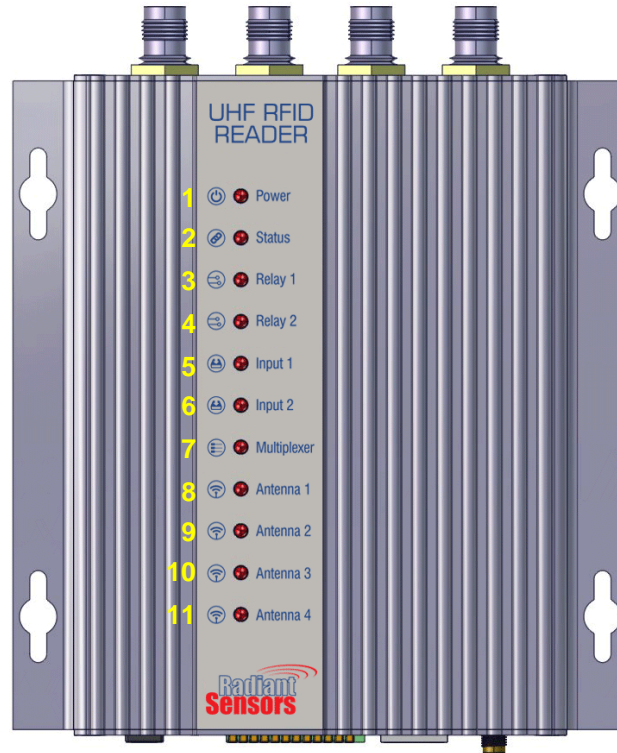 UHF RFID
READER
1 Power
2 Status
3 Relay 1
4 Relay 2
5 Input 1
6 Input 2
7 Multiplexer
8 Antenna 1
9 Antenna 2
10 Antenna 3
11 Antenna 4
Radiant
Sensors